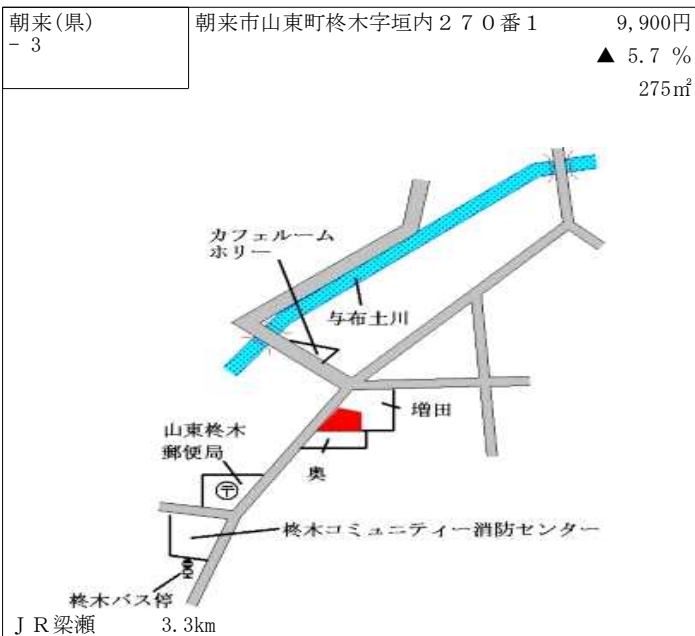 朝来(県)
- 3
朝来市山東町柊木字垣内２７０番１
9,900円
▲ 5.7 %
275㎡
カフェルーム
ホリー
与布土川
増田
山東柊木
郵便局
奥
〒
柊木コミュニティー消防センター
柊木バス停
ＪＲ梁瀬 3.3km